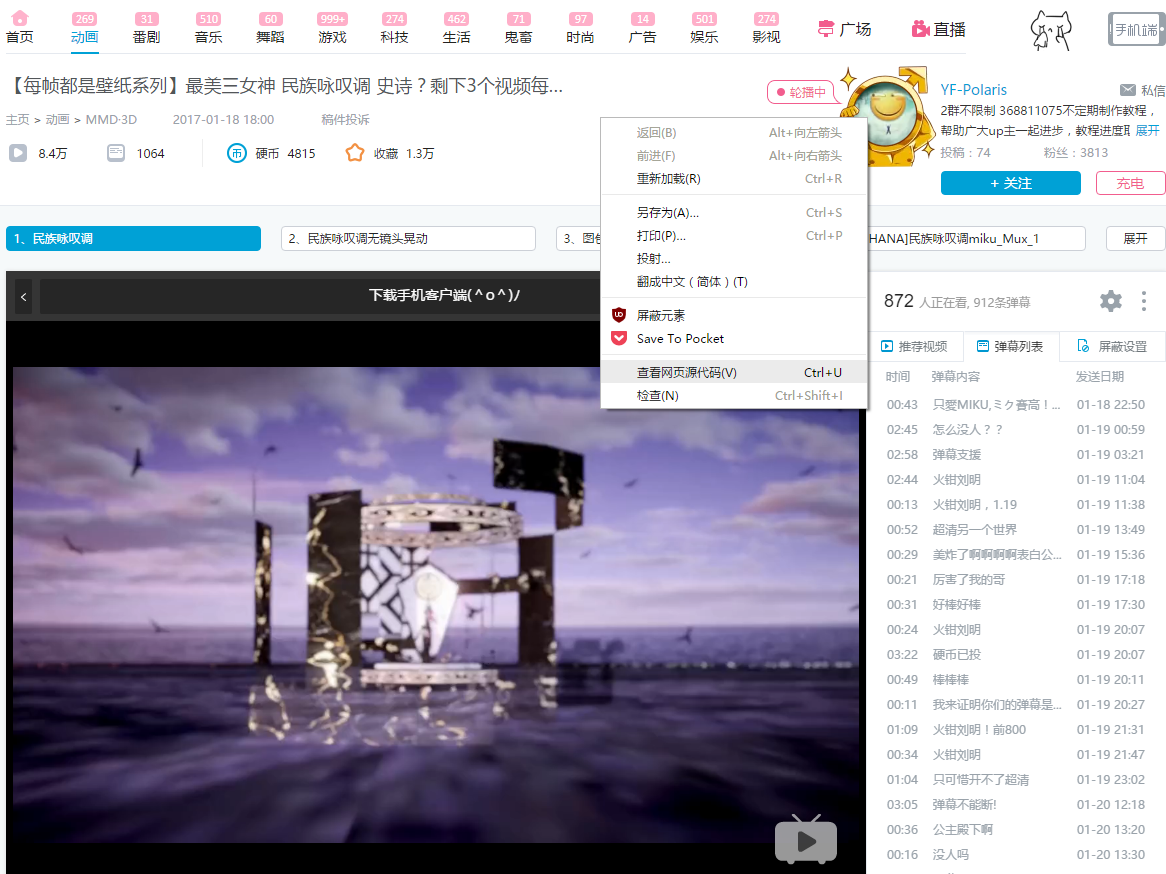 269 31 510 60 999+ 274 462 71 97 14 501 274
首页 动画 番剧 音乐 舞蹈 游戏 科技 生活 鬼畜 时尚 广告 娱乐 影视 广场 直播 手机端
【每帧都是壁纸系列】最美三女神 民族咏叹调 史诗？剩下3个视频每...
主页 > 动画 > MMD·3D 2017-01-18 18:00 稿件投诉
8.4万 1064 币 硬币 4815 收藏 1.3万
轮播中
YF-Polaris 私信
2群不限制 368811075不定期制作教程，
帮助广大up主一起进步，教程进度耳 展开
投稿：74 粉丝：3813
+ 关注 充电
返回(B) Alt+向左箭头
前进(F) Alt+向右箭头
重新加载(R) Ctrl+R
另存为(A)... Ctrl+S
打印(P)... Ctrl+P
投射...
翻成中文（简体）(T)
屏蔽元素
Save To Pocket
查看网页源代码(V) Ctrl+U
检查(N) Ctrl+Shift+I
1、民族咏叹调 2、民族咏叹调无镜头晃动 3、图 HANA]民族咏叹调miku_Mux_1 展开
< 下载手机客户端(＾o＾)/
872 人正在看, 912条弹幕
推荐视频 弹幕列表 屏蔽设置
时间 弹幕内容 发送日期
00:43 只爱MIKU,ミク賽高！... 01-18 22:50
02:45 怎么没人？？ 01-19 00:59
02:58 弹幕支援 01-19 03:21
02:44 火钳刘明 01-19 11:04
00:13 火钳刘明，1.19 01-19 11:38
00:52 超清另一个世界 01-19 13:49
00:29 美炸了啊啊啊啊表白公... 01-19 15:36
00:21 厉害了我的哥 01-19 17:18
00:31 好棒好棒 01-19 17:30
00:24 火钳刘明 01-19 20:07
03:22 硬币已投 01-19 20:07
00:49 棒棒棒 01-19 20:11
00:11 我来证明你们的弹幕是... 01-19 20:27
01:09 火钳刘明！前800 01-19 21:31
00:34 火钳刘明 01-19 21:47
01:04 只可惜开不了超清 01-19 23:02
03:05 弹幕不能断! 01-20 12:18
00:36 公主殿下啊 01-20 13:20
00:16 没人吗 01-20 13:30